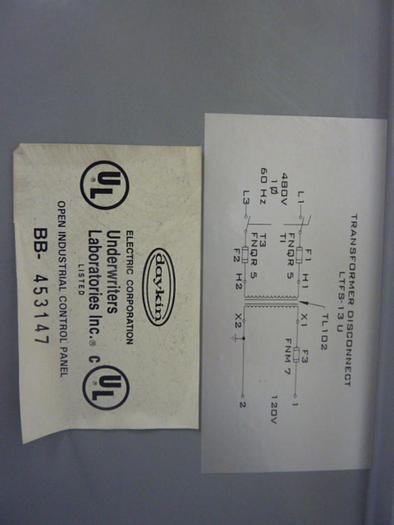 daykin
ELECTRIC CORPORATION
UL
Underwriters
Laboratories Inc.® C UL
LISTED
OPEN INDUSTRIAL CONTROL PANEL
BB- 453147
TRANSFORMER DISCONNECT
LTFS-13 U
TL102
L1 T1 F1 H1 X1 F3 1
FNQR 5 FNM 7
480V 120V
1Ø
60 Hz
L3 T3 F2 H2 X2 2
FNQR 5